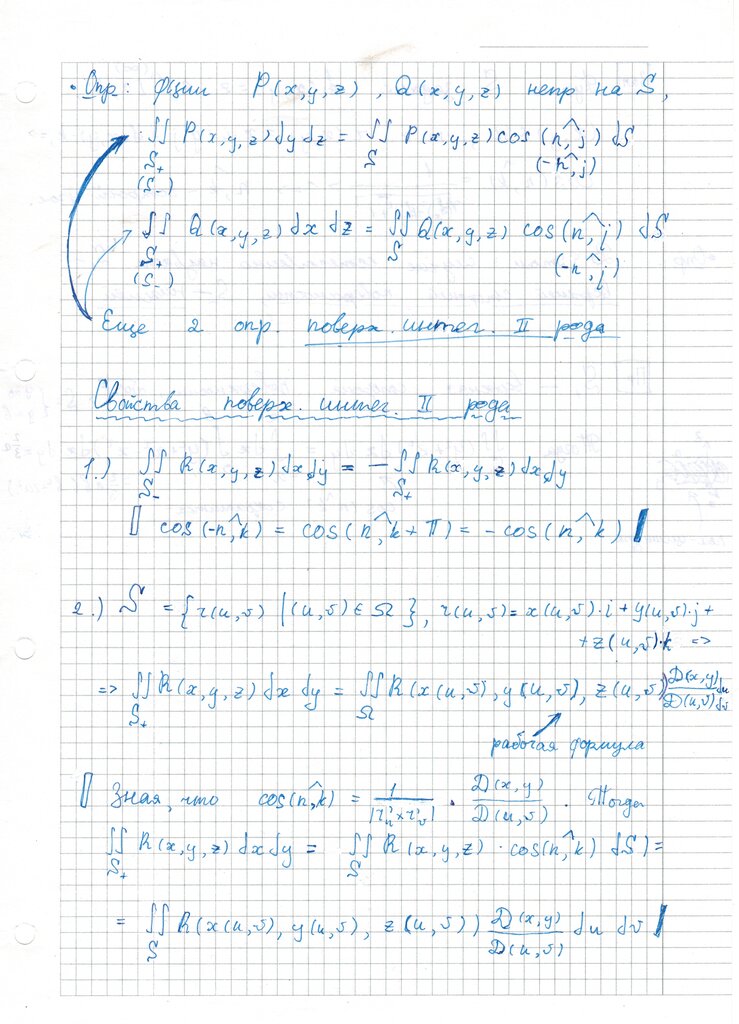 • Опр: ф-ции P(x,y,z), Q(x,y,z) непр на S,
∬ P(x,y,z) dy dz = ∬ P(x,y,z) cos(n^,j) dS
S₊ S (-n^,j)
(S₋)
∬ Q(x,y,z) dx dz = ∬ Q(x,y,z) cos(n^,j) dS
S₊ S (-n^,j)
(S₋)
Еще 2 опр. поверх. интег. II рода
Свойства поверх. интег. II рода
1.) ∬ R(x,y,z) dx dy = -∬ R(x,y,z) dx dy
S₋ S₊
[] cos(-n^,k) = cos(n^,k + π) = -cos(n^,k) []
2.) S = {r(u,v) | (u,v) ∈ Ω}, r(u,v) = x(u,v)·i + y(u,v)·j +
+ z(u,v)·k =>
=> ∬ R(x,y,z) dx dy = ∬ R(x(u,v), y(u,v), z(u,v)) D(x,y)/D(u,v) du dv
S₊ Ω
рабочая формула
[] Зная, что cos(n^,k) = 1/|r'ᵤ × r'ᵥ| · D(x,y)/D(u,v). Тогда
∬ R(x,y,z) dx dy = ∬ R(x,y,z) · cos(n^,k) dS) =
S₊ S
= ∬ R(x(u,v), y(u,v), z(u,v)) D(x,y)/D(u,v) du dv []
S